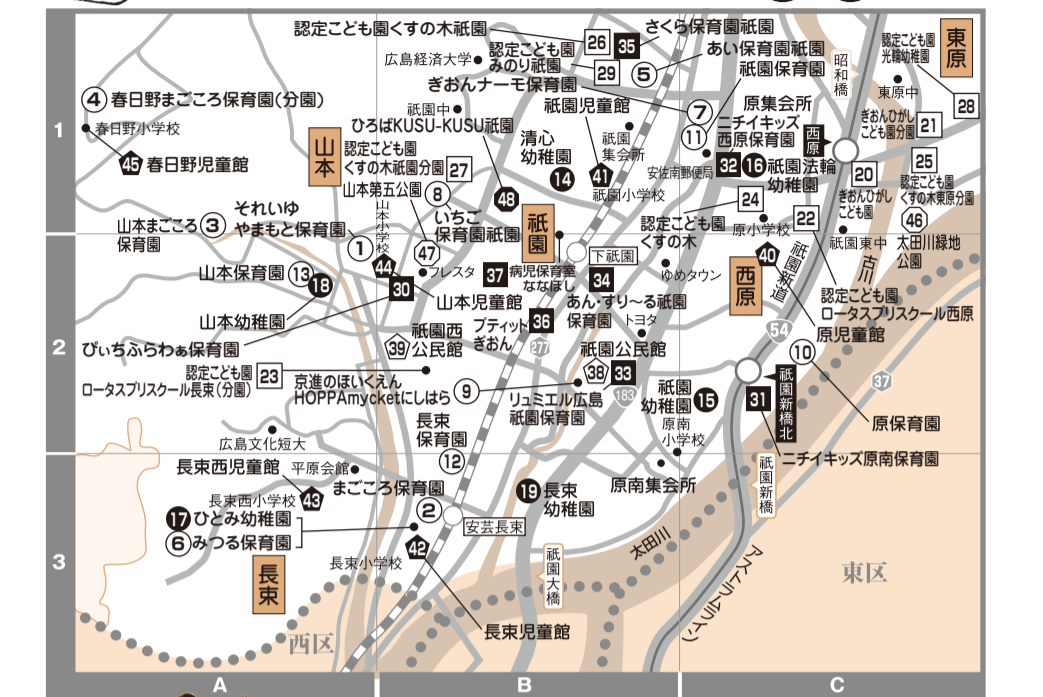 認定こども園くすの木祇園
26
35
さくら保育園祇園
広島経済大学
認定こども園
みのり祇園
29
5
あい保育園祇園
ぎおんナーモ保育園
祇園保育園
昭和橋
認定こども園
光輪幼稚園
東原
東原中
28
4
春日野まごころ保育園(分園)
春日野小学校
45
春日野児童館
1
祇園中
ひろばKUSU-KUSU祇園
祇園児童館
7
11
原集会所
ニチイキッズ
西原保育園
西原
ぎおんひがし
こども園分園
21
山本
認定こども園
くすの木祇園分園
27
清心
幼稚園
14
祇園
集会所
41
祇園小学校
安佐南郵便局
32
16
祇園法輪
幼稚園
20
ぎおんひがし
こども園
25
認定こども園
くすの木東原分園
46
太田川緑地
公園
山本第五公園
8
いちご
保育園祇園
48
祇園
24
原小学校
22
祇園東中
古川
山本まごころ
保育園
3
それいゆ
やまもと保育園
1
山本小学校
44
47
フレスタ
認定こども園
くすの木
下祇園
ゆめタウン
西原
40
祇園新道
山本保育園
13
18
山本幼稚園
30
山本児童館
37
病児保育室
ななほし
34
あん・すり〜る祇園
保育園
トヨタ
認定こども園
ロータスプリスクール西原
原児童館
2
ぴぃちふらわぁ保育園
39
祇園西
公民館
プティット
ぎおん
36
277
祇園公民館
38
33
183
54
10
37
認定こども園
ロータスプリスクール長束(分園)
23
京進のほいくえん
HOPPAmycketにしはら
9
リュミエル広島
祇園保育園
祇園
幼稚園
15
31
祇園新橋北
原保育園
広島文化短大
長束
保育園
12
原南
小学校
ニチイキッズ原南保育園
長束西児童館
平原会館
長束西小学校
43
まごころ保育園
2
19
長束
幼稚園
原南集会所
祇園新橋
17
ひとみ幼稚園
6
みつる保育園
安芸長束
3
長束
長束小学校
42
祇園大橋
太田川
アストラムライン
東区
西区
長束児童館
A
B
C